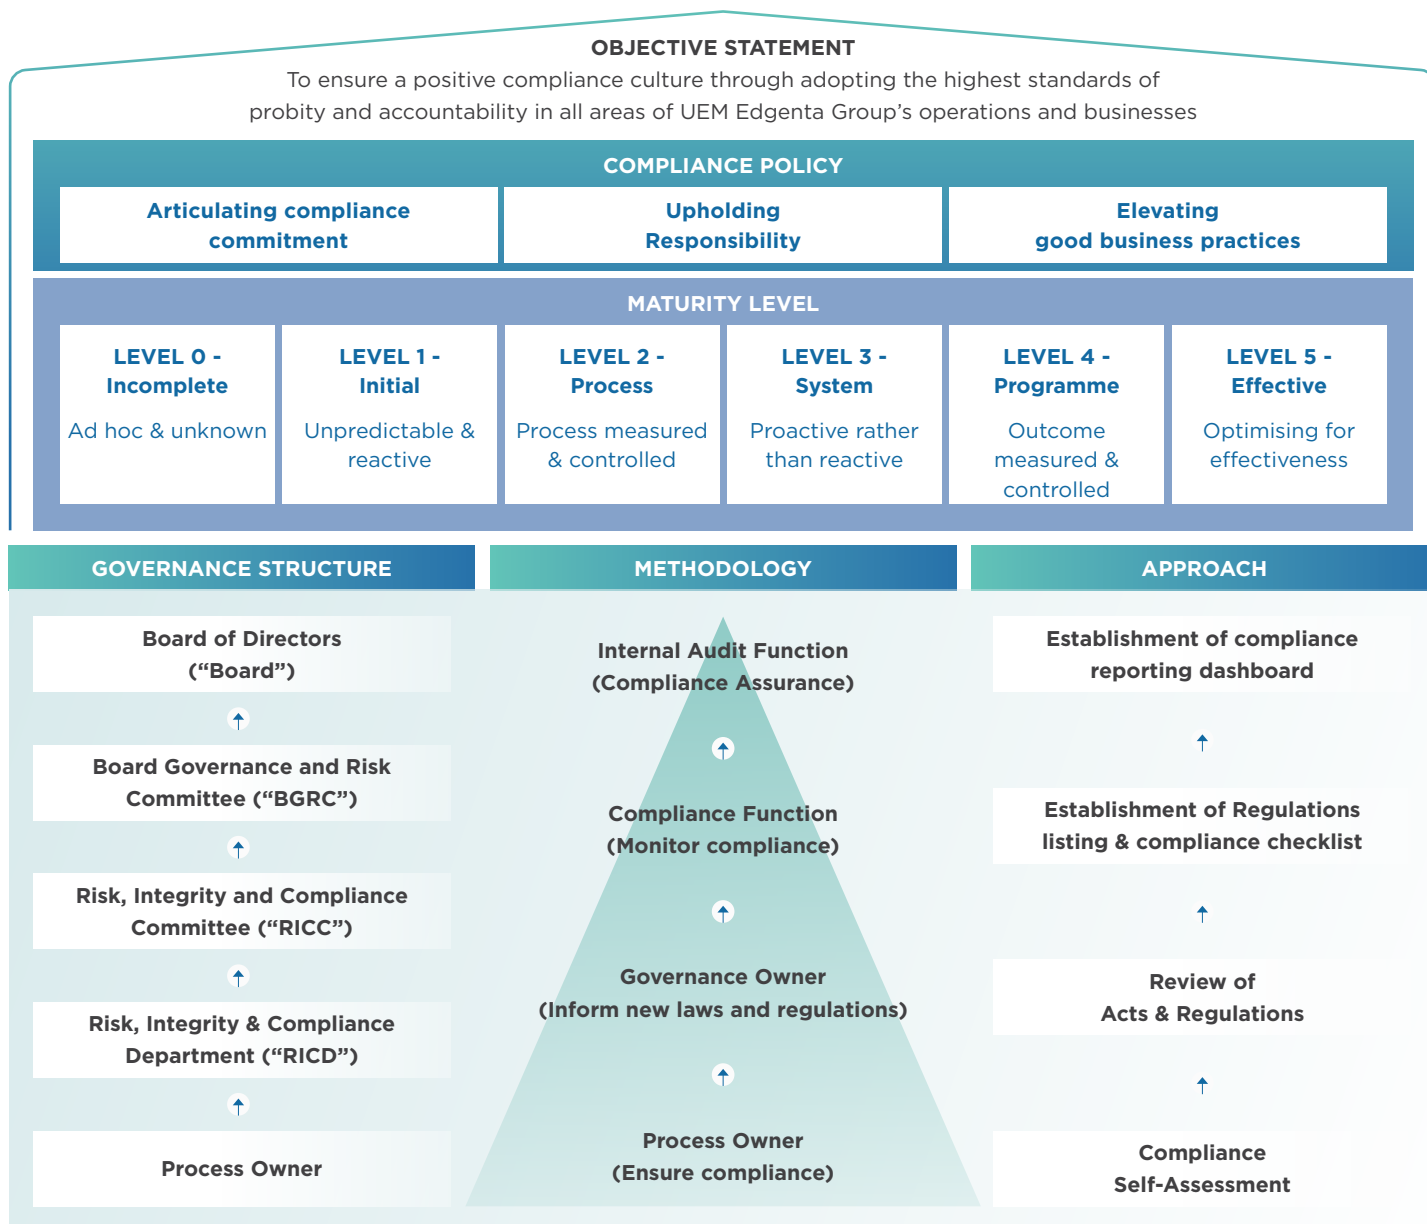 OBJECTIVE STATEMENT
To ensure a positive compliance culture through adopting the highest standards of
probity and accountability in all areas of UEM Edgenta Group’s operations and businesses
COMPLIANCE POLICY
Articulating compliance
commitment
Upholding
Responsibility
Elevating
good business practices
MATURITY LEVEL
LEVEL 0 -
Incomplete
Ad hoc & unknown
LEVEL 1 -
Initial
Unpredictable &
reactive
LEVEL 2 -
Process
Process measured
& controlled
LEVEL 3 -
System
Proactive rather
than reactive
LEVEL 4 -
Programme
Outcome
measured &
controlled
LEVEL 5 -
Effective
Optimising for
effectiveness
GOVERNANCE STRUCTURE
Board of Directors
(“Board”)
Board Governance and Risk
Committee (“BGRC”)
Risk, Integrity and Compliance
Committee (“RICC”)
Risk, Integrity & Compliance
Department (“RICD”)
Process Owner
METHODOLOGY
Internal Audit Function
(Compliance Assurance)
Compliance Function
(Monitor compliance)
Governance Owner
(Inform new laws and regulations)
Process Owner
(Ensure compliance)
APPROACH
Establishment of compliance
reporting dashboard
Establishment of Regulations
listing & compliance checklist
Review of
Acts & Regulations
Compliance
Self-Assessment